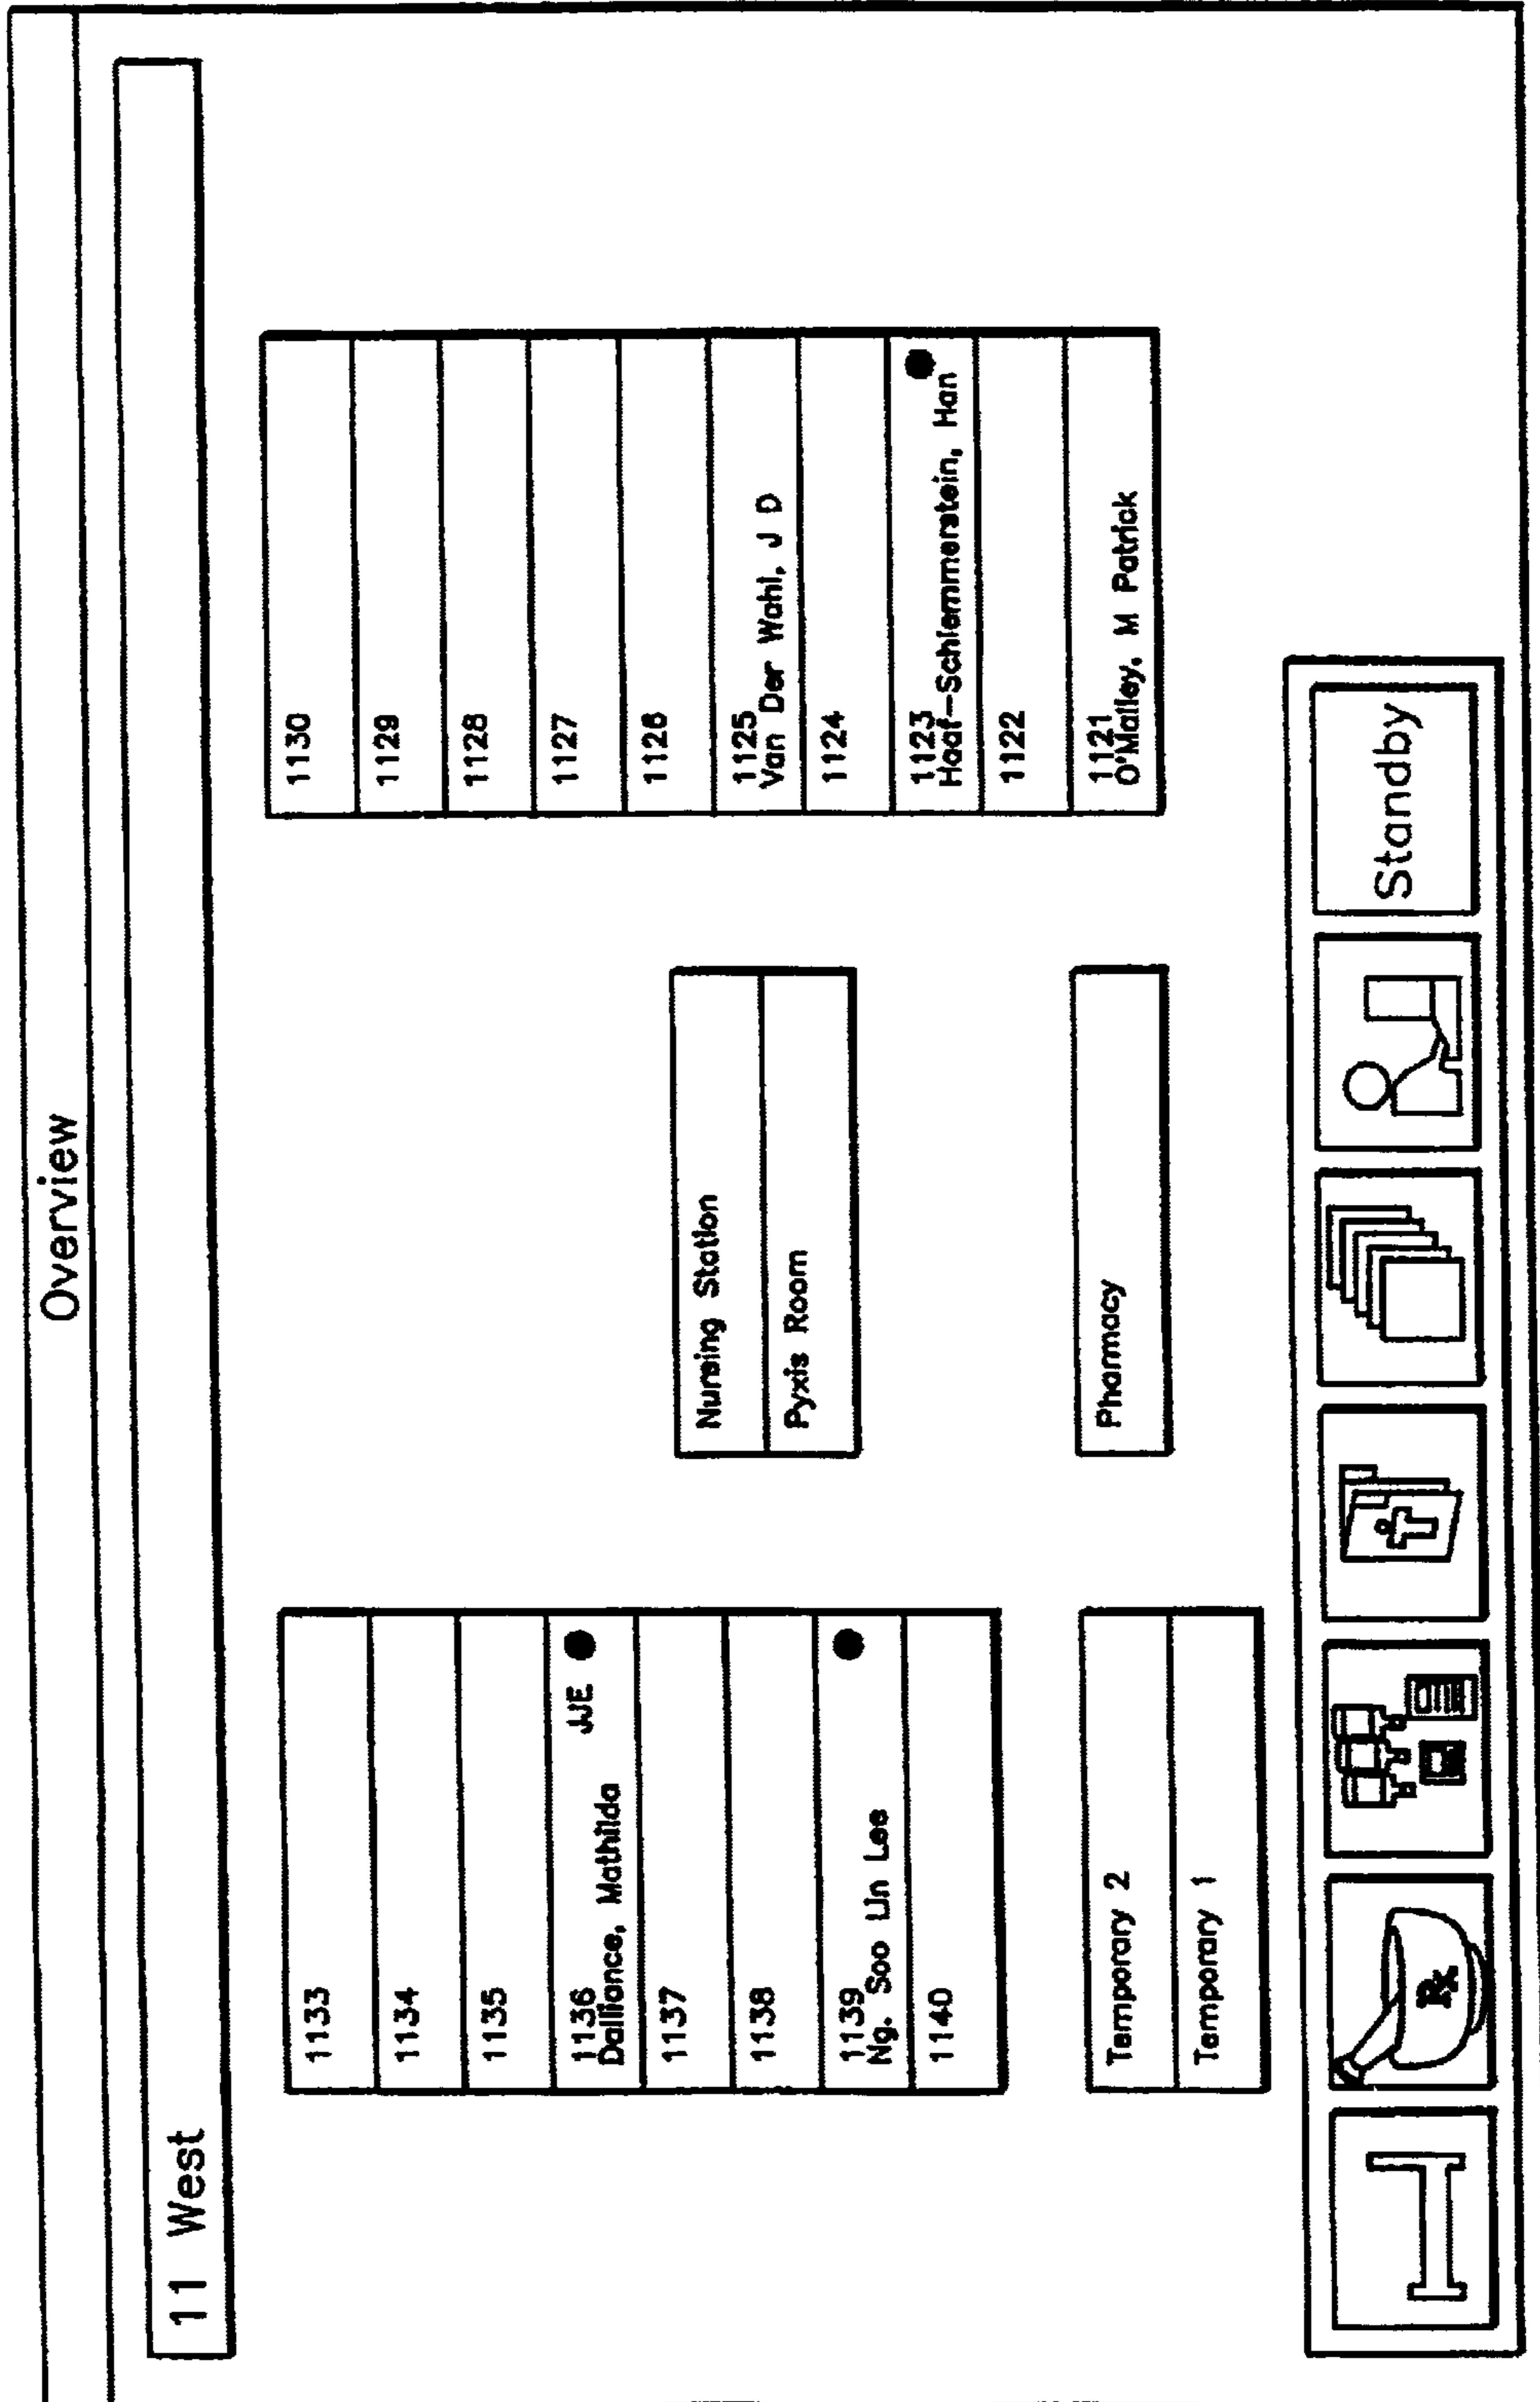 Overview
11 West
1133
1134
1135
1136 JJE
Dalliance, Mathilda
1137
1138
1139
Ng. Soo Lin Lee
1140
Temporary 2
Temporary 1
Nursing Station
Pyxis Room
Pharmacy
1130
1129
1128
1127
1126
1125
Van Der Wahl, J D
1124
1123
Haaf-Schlemmerstein, Han
1122
1121
O'Malley, M Patrick
Rx
Standby